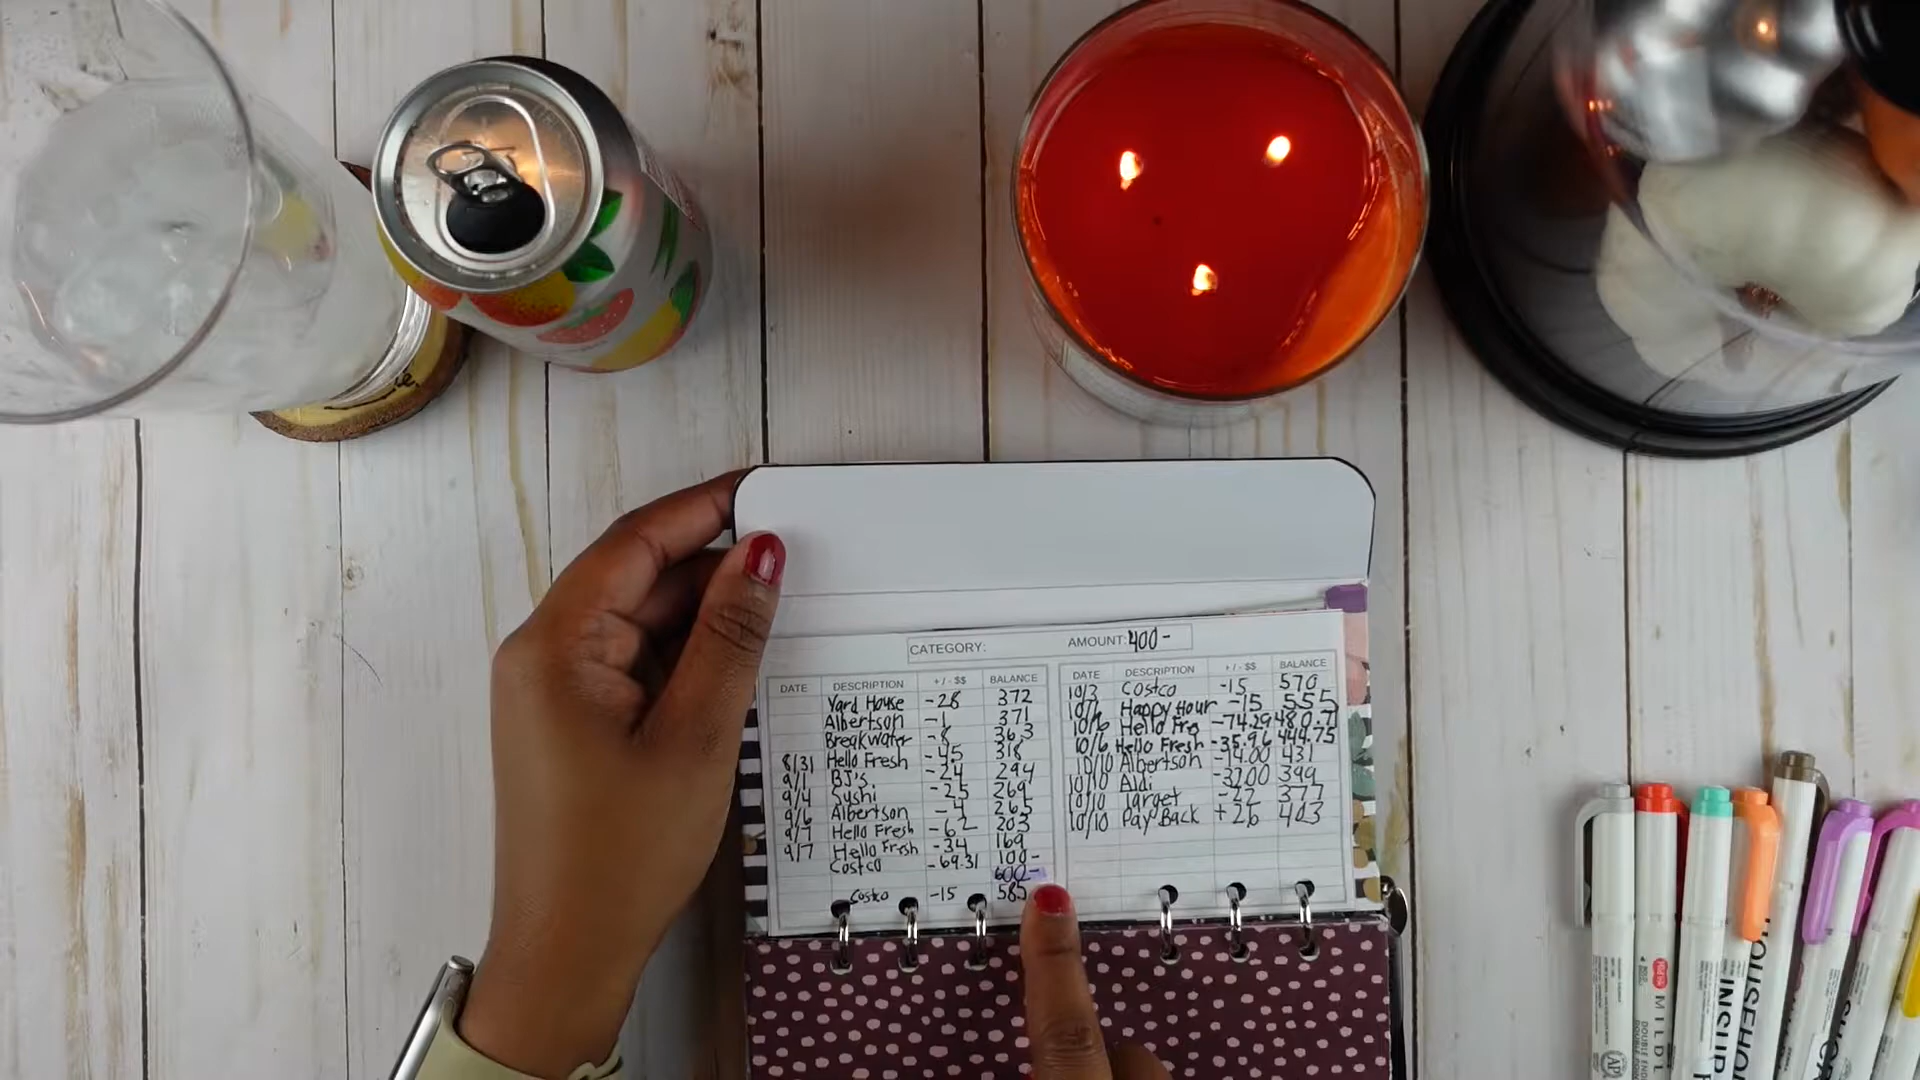 CATEGORY: AMOUNT: 400-
DATE DESCRIPTION +/-$$ BALANCE
Yard House -28 372
Albertson -1 371
Breakwater -8 363
8/31 Hello Fresh -45 318
9/1 BJ's -24 294
9/4 Sushi -25 269
9/6 Albertson -4 265
9/7 Hello Fresh -62 203
9/7 Hello Fresh -34 169
Costco -69.31 100-
600-
Costco -15 585
DATE DESCRIPTION +/-$$ BALANCE
10/3 Costco -15 570
Happy Hour -15 555
10/6 Hello Fre -74.29 480.71
10/6 Hello Fresh -35.96 444.75
10/10 Albertson -14.00 431
10/10 Aldi -32.00 399
10/10 Target -22 377
10/10 Pay Back +26 403
MILDL